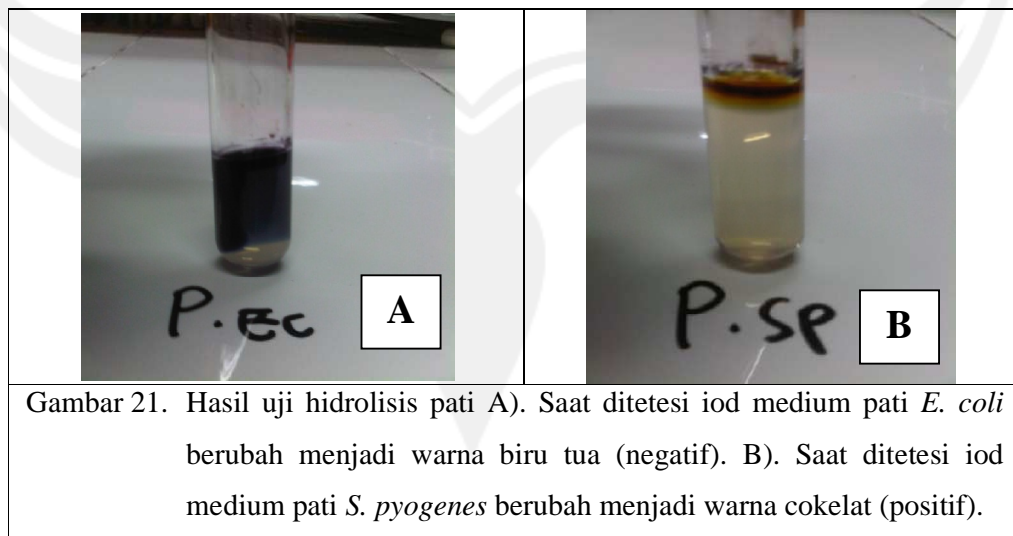 P. EC
A
P. SP
B
Gambar 21. Hasil uji hidrolisis pati A). Saat ditetesi iod medium pati E. coli
berubah menjadi warna biru tua (negatif). B). Saat ditetesi iod
medium pati S. pyogenes berubah menjadi warna cokelat (positif).